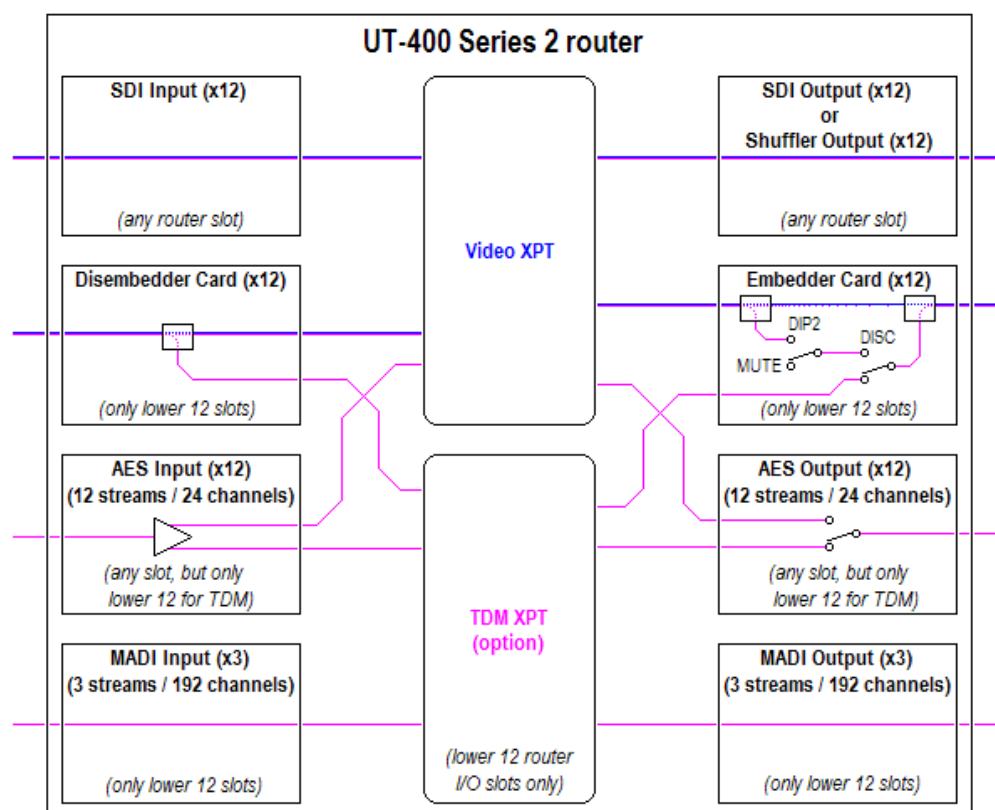 UT-400 Series 2 router
SDI Input (x12)
(any router slot)
Disembedder Card (x12)
(only lower 12 slots)
AES Input (x12)
(12 streams / 24 channels)
(any slot, but only
lower 12 for TDM)
MADI Input (x3)
(3 streams / 192 channels)
(only lower 12 slots)
Video XPT
TDM XPT
(option)
(lower 12 router
I/O slots only)
SDI Output (x12)
or
Shuffler Output (x12)
(any router slot)
Embedder Card (x12)
DIP2
DISC
MUTE
(only lower 12 slots)
AES Output (x12)
(12 streams / 24 channels)
(any slot, but only
lower 12 for TDM)
MADI Output (x3)
(3 streams / 192 channels)
(only lower 12 slots)